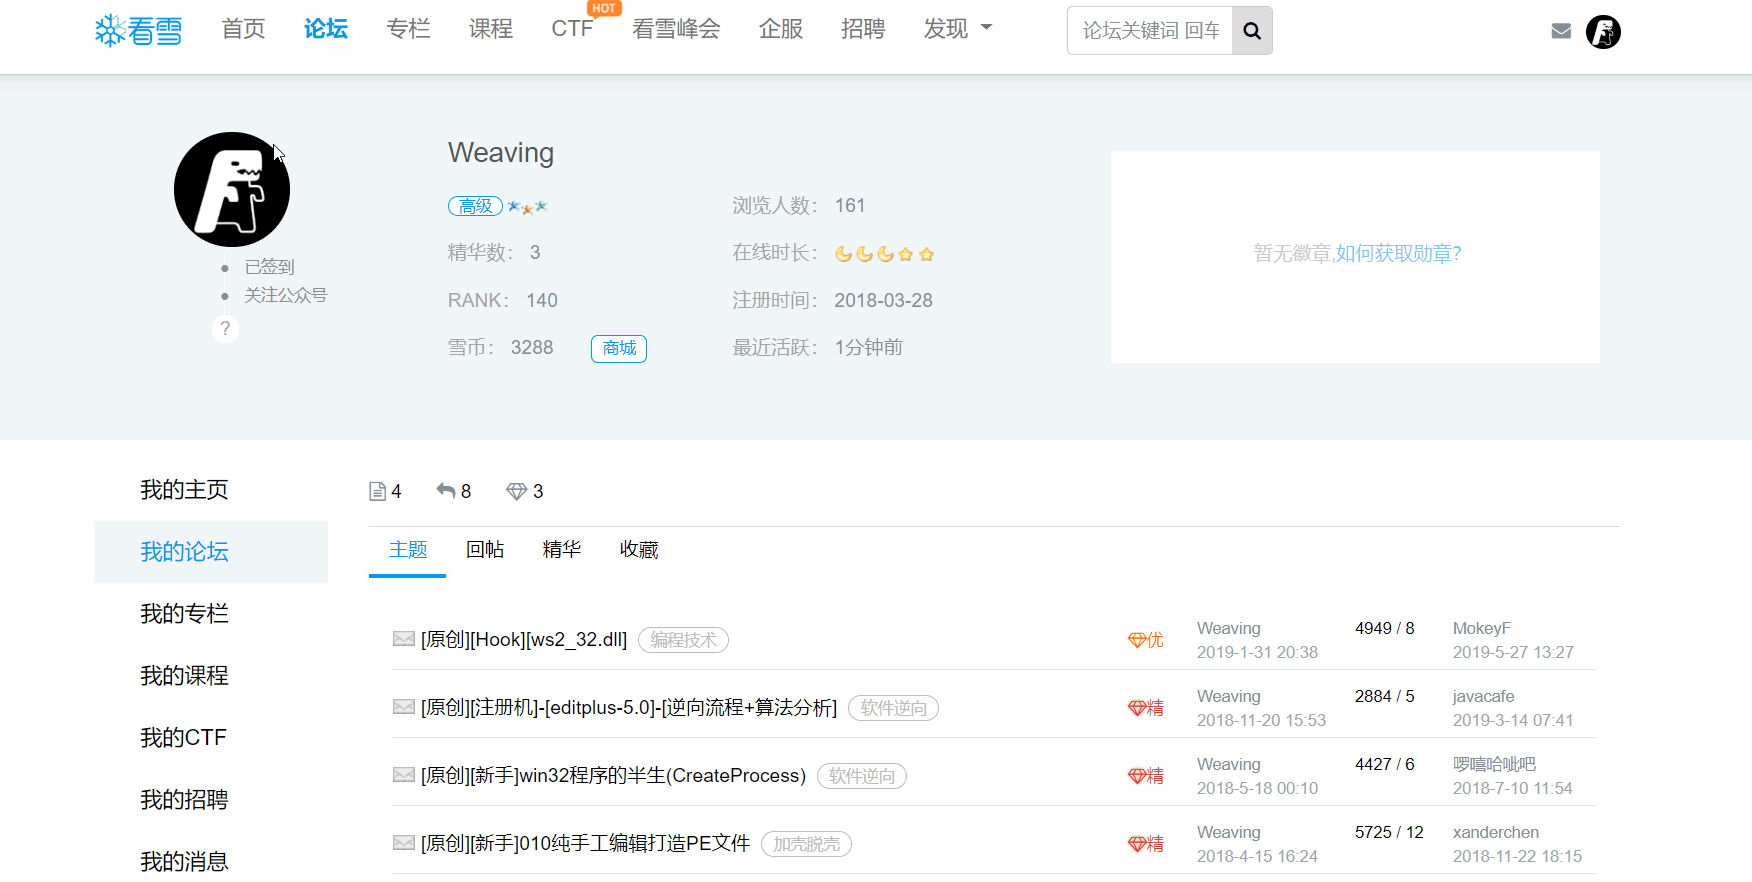 看雪 首页 论坛 专栏 课程 CTF HOT 看雪峰会 企服 招聘 发现 论坛关键词 回车
Weaving
高级 浏览人数： 161
精华数： 3 在线时长：
RANK： 140 注册时间： 2018-03-28
雪币： 3288 商城 最近活跃： 1分钟前
已签到
关注公众号
?
暂无徽章,如何获取勋章?
我的主页
我的论坛
我的专栏
我的课程
我的CTF
我的招聘
我的消息
4 8 3
主题 回帖 精华 收藏
[原创][Hook][ws2_32.dll] 编程技术 优 Weaving 4949 / 8 MokeyF
2019-1-31 20:38 2019-5-27 13:27
[原创][注册机]-[editplus-5.0]-[逆向流程+算法分析] 软件逆向 精 Weaving 2884 / 5 javacafe
2018-11-20 15:53 2019-3-14 07:41
[原创][新手]win32程序的半生(CreateProcess) 软件逆向 精 Weaving 4427 / 6 啰嘻哈呲吧
2018-5-18 00:10 2018-7-10 11:54
[原创][新手]010纯手工编辑打造PE文件 加壳脱壳 精 Weaving 5725 / 12 xanderchen
2018-4-15 16:24 2018-11-22 18:15